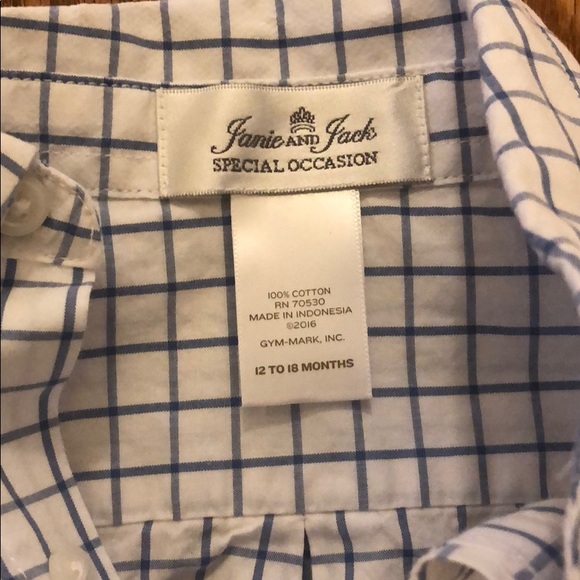 Janie AND Jack
SPECIAL OCCASION
100% COTTON
RN 70530
MADE IN INDONESIA
©2016
GYM-MARK, INC.
12 TO 18 MONTHS